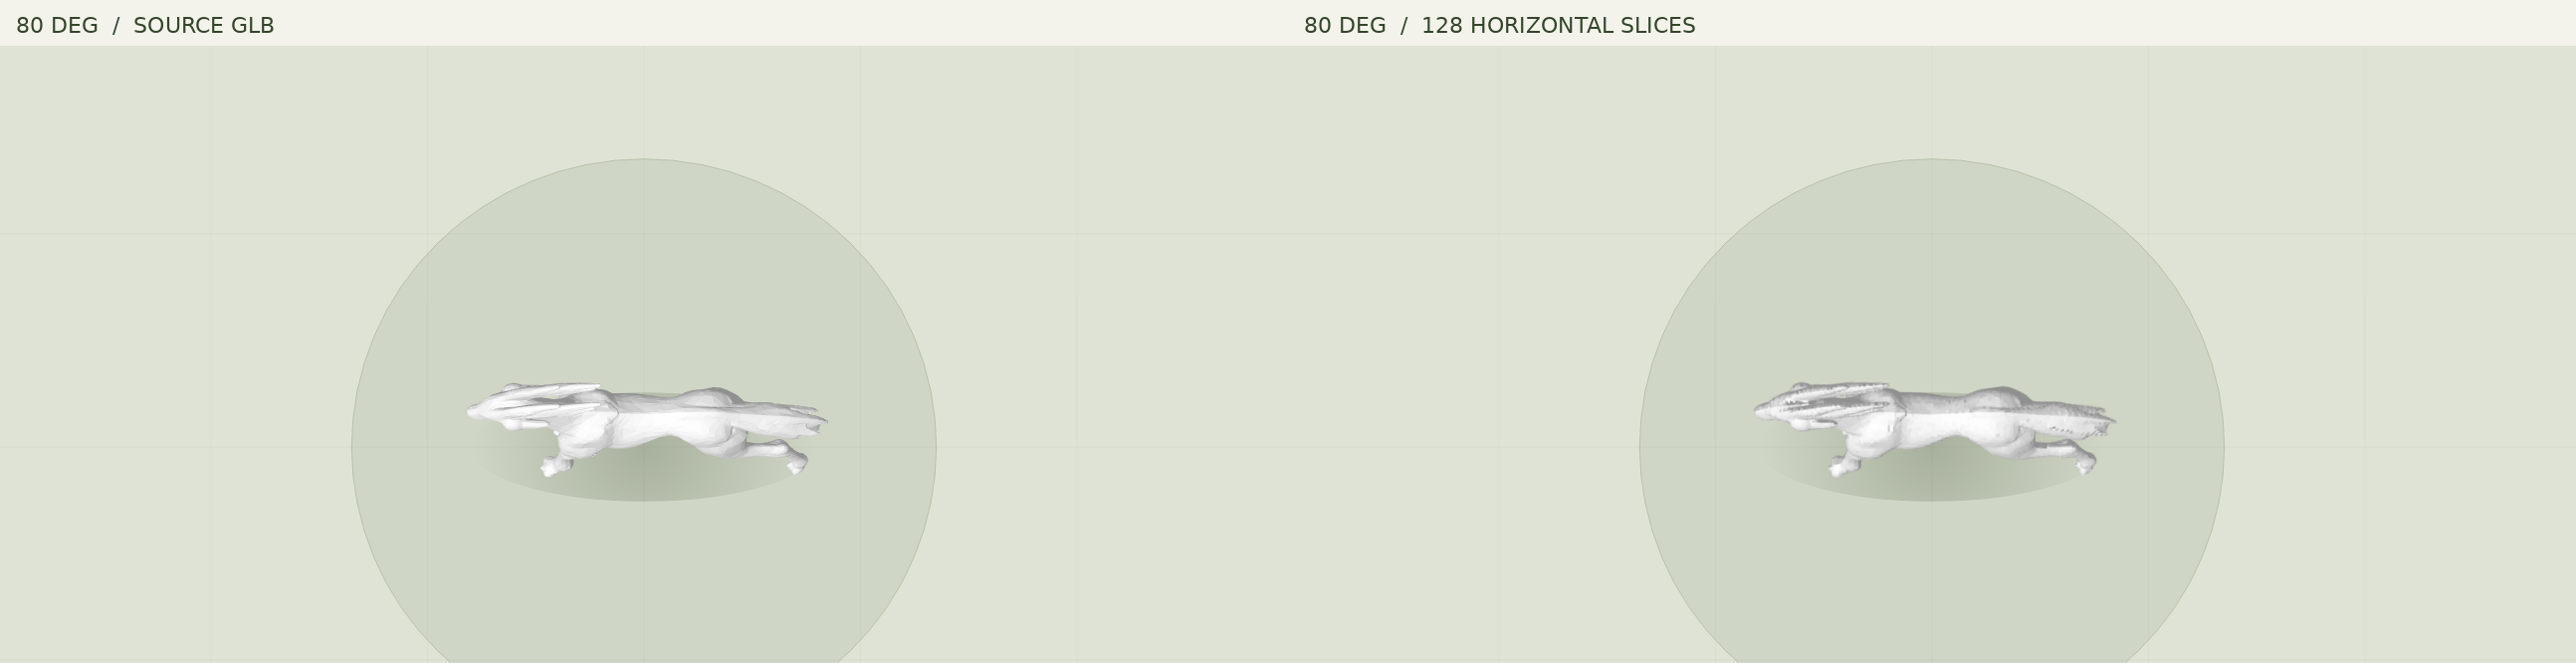 80 DEG / SOURCE GLB
80 DEG / 128 HORIZONTAL SLICES